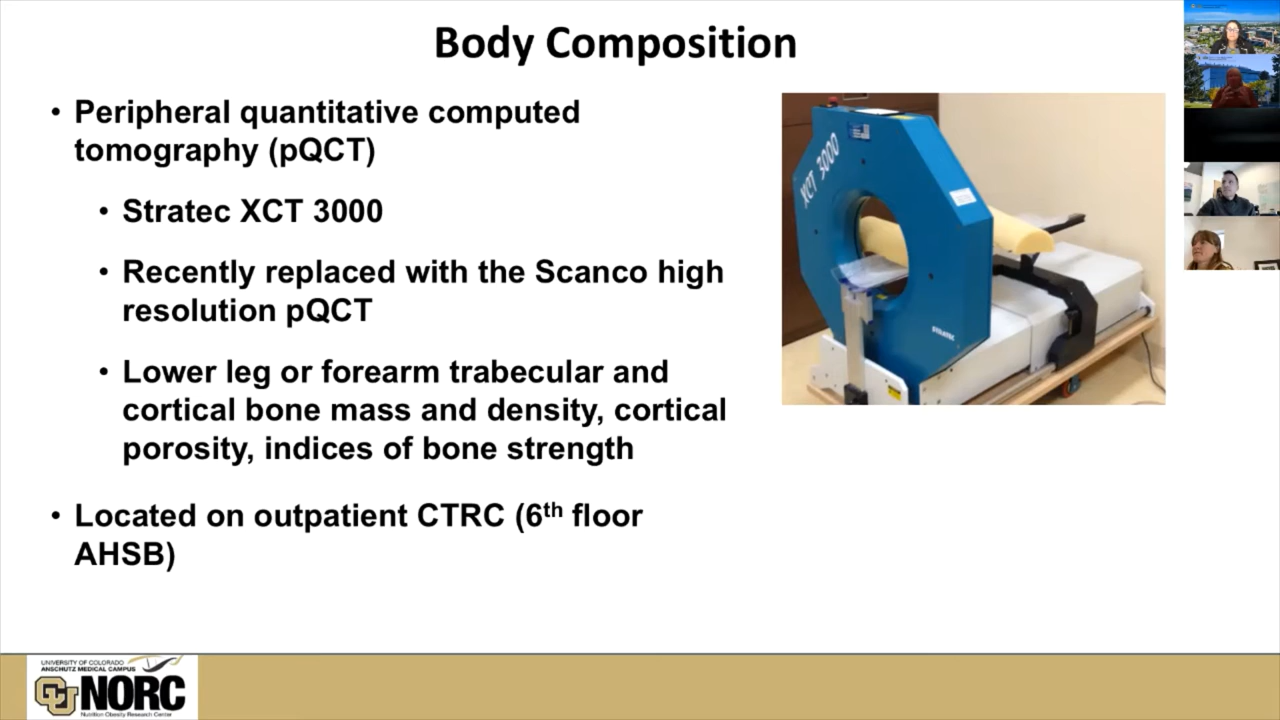 Body Composition
• Peripheral quantitative computed
tomography (pQCT)
• Stratec XCT 3000
• Recently replaced with the Scanco high
resolution pQCT
• Lower leg or forearm trabecular and
cortical bone mass and density, cortical
porosity, indices of bone strength
• Located on outpatient CTRC (6th floor
AHSB)
XCT 3000
STRATEC
UNIVERSITY OF COLORADO
ANSCHUTZ MEDICAL CAMPUS
CU NORC
Nutrition Obesity Research Center